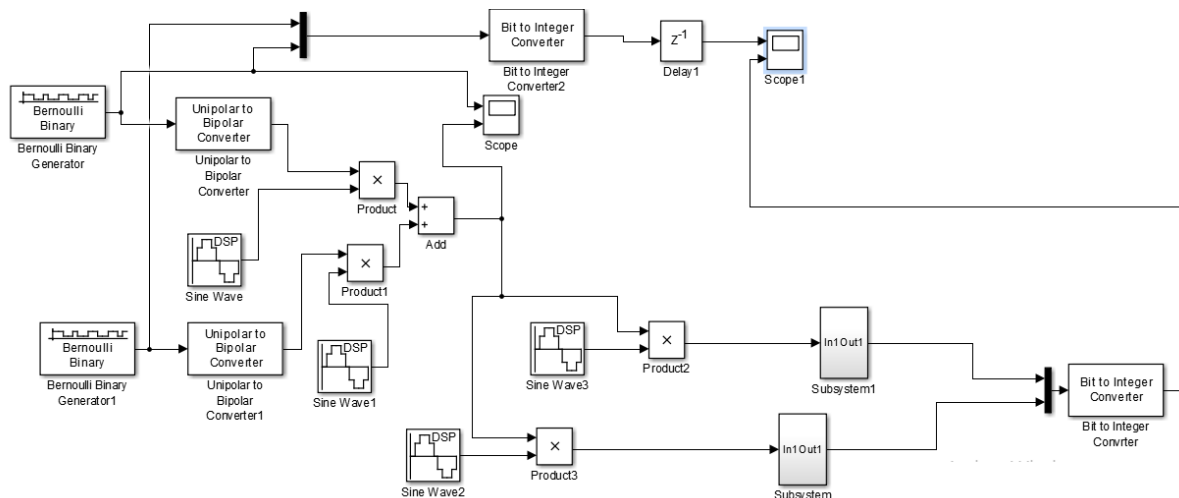 Bit to Integer
Converter
Bit to Integer
Converter2
Z-1
Delay1
Scope1
Bernoulli
Binary
Bernoulli Binary
Generator
Unipolar to
Bipolar
Converter
Unipolar to
Bipolar
Converter
Scope
×
Product
+
+
Add
DSP
Sine Wave
×
Product1
Bernoulli
Binary
Bernoulli Binary
Generator1
Unipolar to
Bipolar
Converter
Unipolar to
Bipolar
Converter1
DSP
Sine Wave1
DSP
Sine Wave3
×
Product2
In1Out1
Subsystem1
Bit to Integer
Converter
Bit to Integer
Convrter
DSP
Sine Wave2
×
Product3
In1Out1
Subsystem